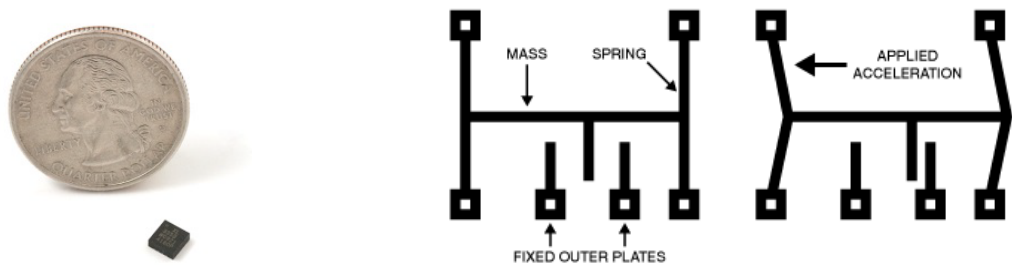 UNITED STATES OF AMERICA
LIBERTY
IN
GOD WE
TRUST
QUARTER DOLLAR
MASS
SPRING
FIXED OUTER PLATES
APPLIED
ACCELERATION